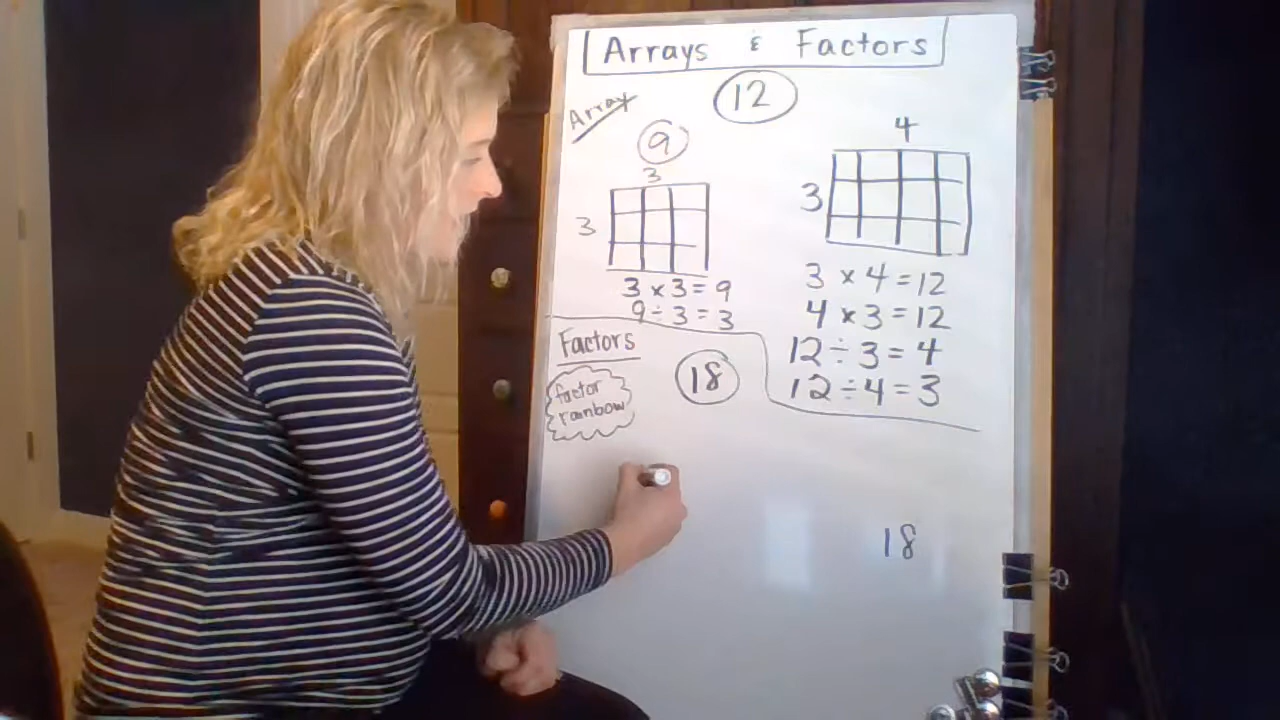 Arrays & Factors
12
Array
9
3
3
3 x 3 = 9
9 ÷ 3 = 3
4
3
3 x 4 = 12
4 x 3 = 12
12 ÷ 3 = 4
12 ÷ 4 = 3
Factors
factor
rainbow
18
18